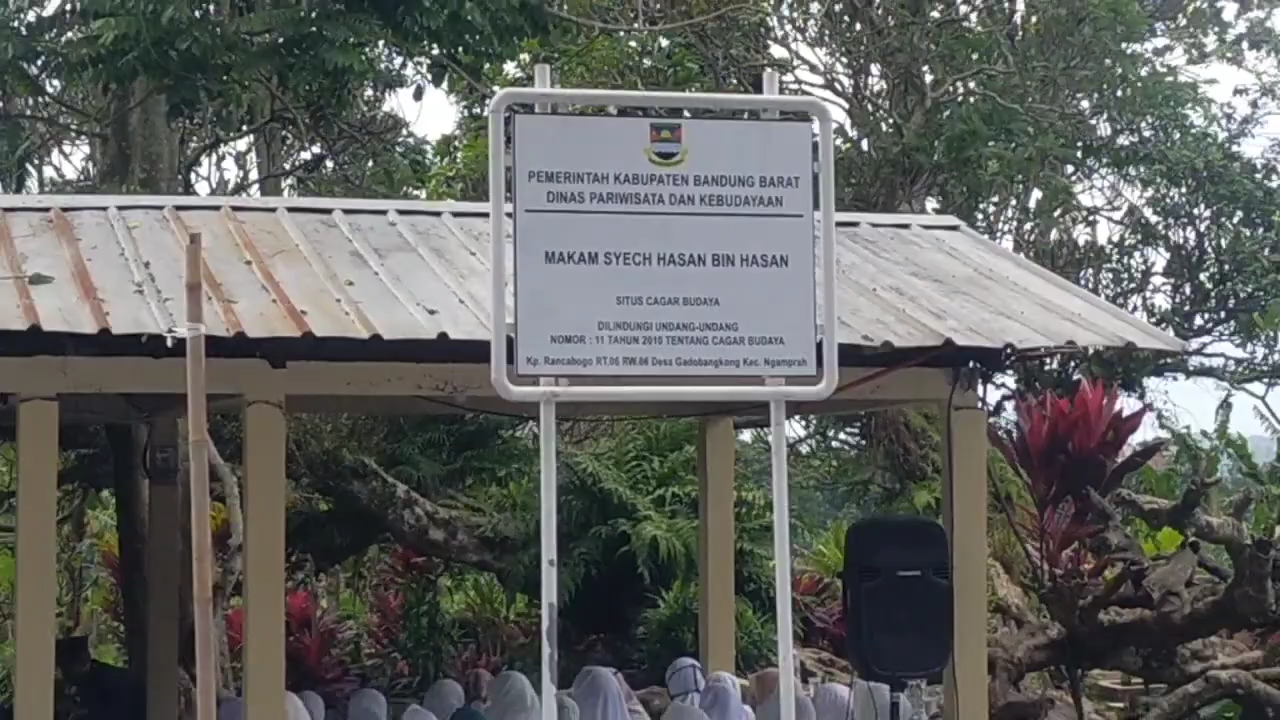 PEMERINTAH KABUPATEN BANDUNG BARAT
DINAS PARIWISATA DAN KEBUDAYAAN
MAKAM SYECH HASAN BIN HASAN
SITUS CAGAR BUDAYA
DILINDUNGI UNDANG-UNDANG
NOMOR : 11 TAHUN 2010 TENTANG CAGAR BUDAYA
Kp. Rancabogo RT.06 RW.06 Desa Gadobangkong Kec. Ngamprah